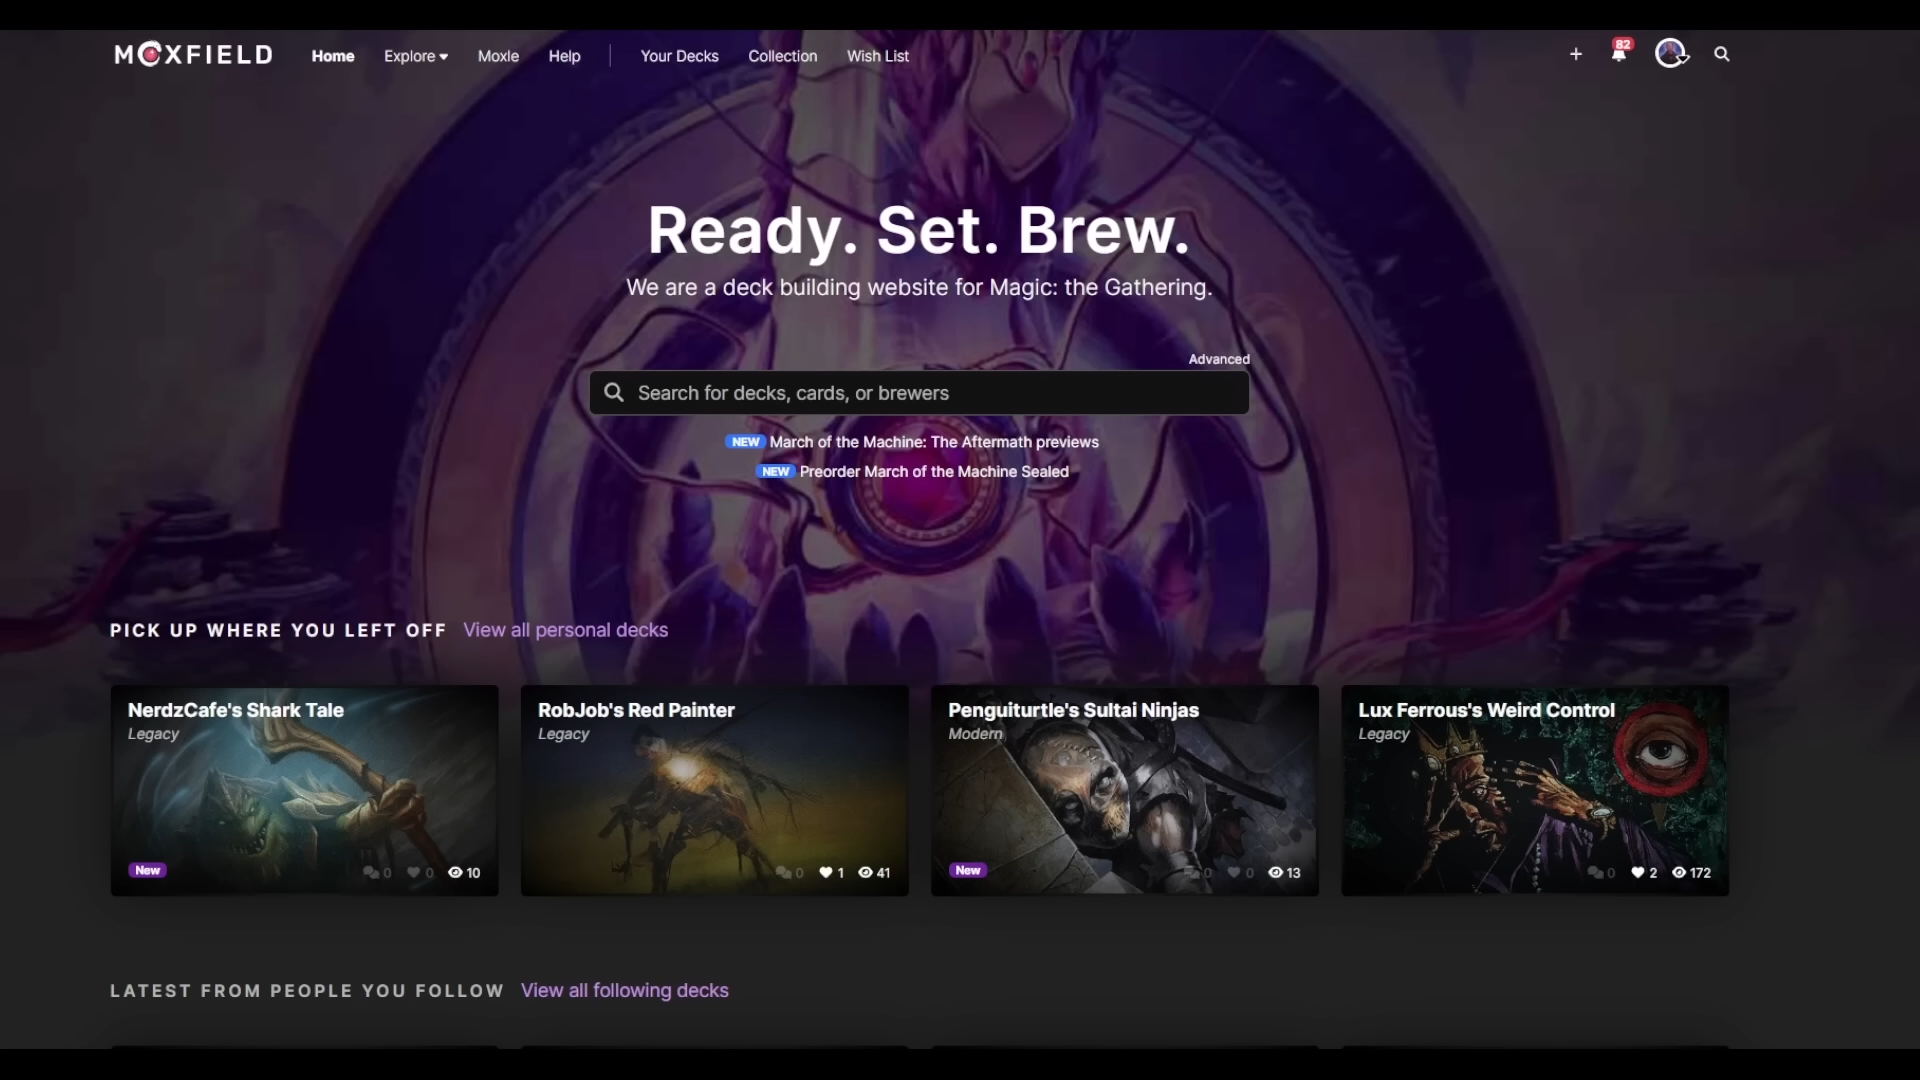 MOXFIELD Home Explore Moxle Help Your Decks Collection Wish List 82
Ready. Set. Brew.
We are a deck building website for Magic: the Gathering.
Advanced
Search for decks, cards, or brewers
NEW March of the Machine: The Aftermath previews
NEW Preorder March of the Machine Sealed
PICK UP WHERE YOU LEFT OFF View all personal decks
NerdzCafe's Shark Tale
Legacy
New 0 0 10
RobJob's Red Painter
Legacy
0 1 41
Penguiturtle's Sultai Ninjas
Modern
New 0 0 13
Lux Ferrous's Weird Control
Legacy
0 2 172
LATEST FROM PEOPLE YOU FOLLOW View all following decks